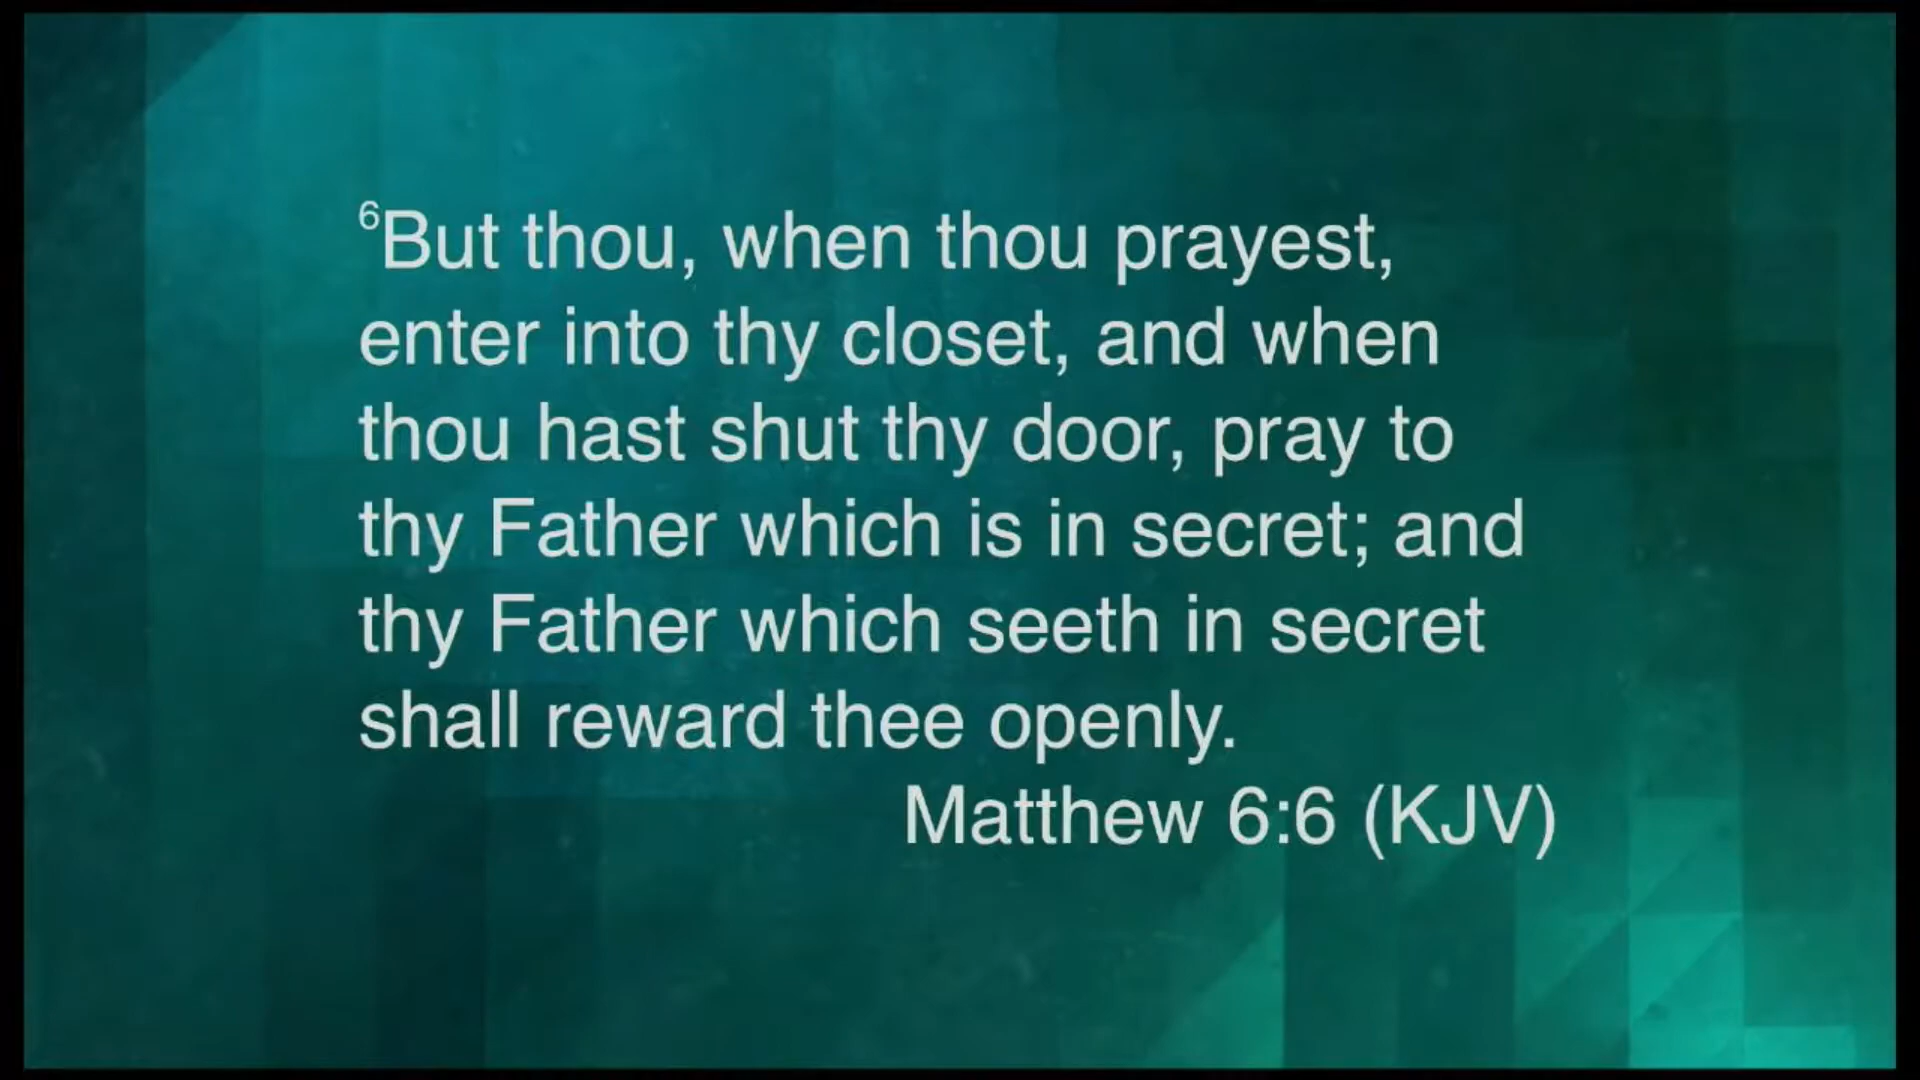 6But thou, when thou prayest,
enter into thy closet, and when
thou hast shut thy door, pray to
thy Father which is in secret; and
thy Father which seeth in secret
shall reward thee openly.
Matthew 6:6 (KJV)